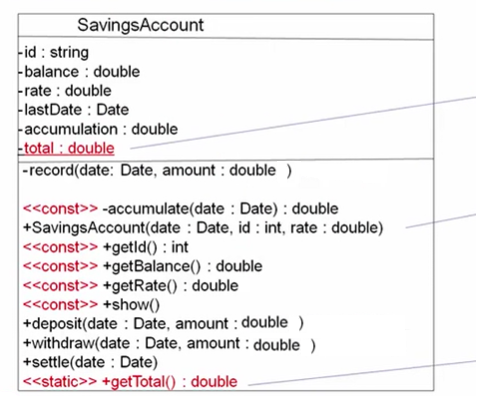 SavingsAccount
-id : string
-balance : double
-rate : double
-lastDate : Date
-accumulation : double
-total : double
-record(date: Date, amount : double )
<<const>> -accumulate(date : Date) : double
+SavingsAccount(date : Date, id : int, rate : double)
<<const>> +getId() : int
<<const>> +getBalance() : double
<<const>> +getRate() : double
<<const>> +show()
+deposit(date : Date, amount : double )
+withdraw(date : Date, amount : double )
+settle(date : Date)
<<static>> +getTotal() : double